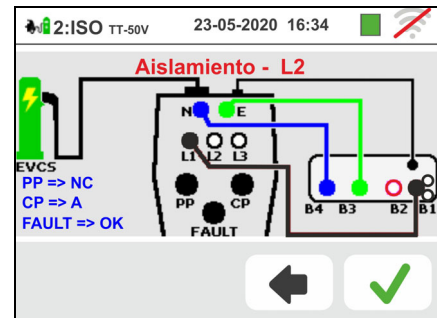 2:ISO TT-50V 23-05-2020 16:34
Aislamiento - L2
N E
L1 L2 L3
EVCS
PP => NC
CP => A
FAULT => OK
PP CP
FAULT
B4 B3 B2 B1